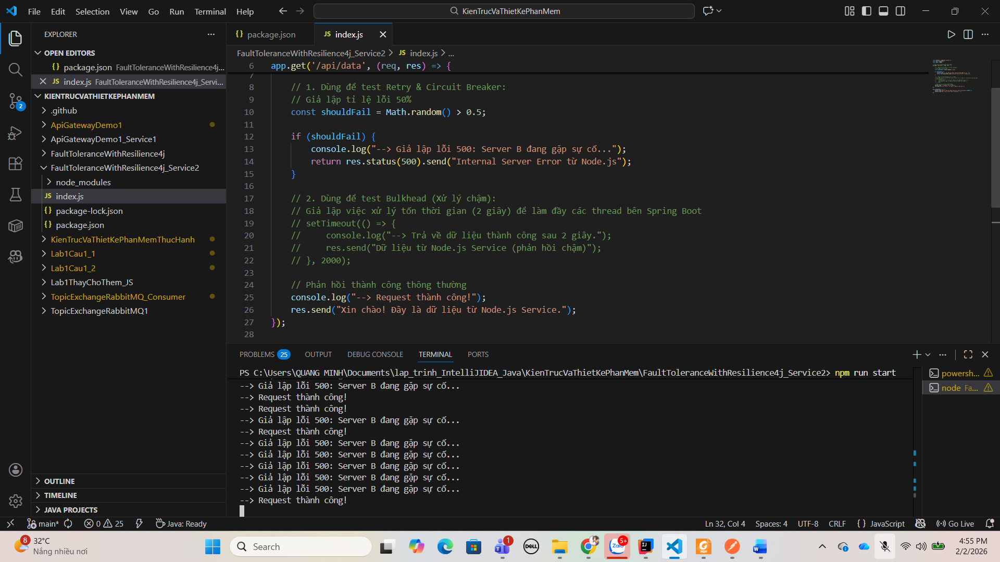 File Edit Selection View Go Run Terminal Help
KienTrucVaThietKePhanMem
EXPLORER
OPEN EDITORS
package.json FaultToleranceWithResilience4j...
JS index.js FaultToleranceWithResilience4j_Servi...
KIENTRUCVATHIETKEPHANMEM
.github
ApiGatewayDemo1
ApiGatewayDemo1_Service1
FaultToleranceWithResilience4j
FaultToleranceWithResilience4j_Service2
node_modules
JS index.js
{} package-lock.json
{} package.json
KienTrucVaThietKePhanMemThucHanh
Lab1Cau1_1
Lab1Cau1_2
Lab1ThayChoThem_JS
TopicExchangeRabbitMQ_Consumer
TopicExchangeRabbitMQ1
OUTLINE
TIMELINE
JAVA PROJECTS
2
{} package.json
JS index.js
FaultToleranceWithResilience4j_Service2 > JS index.js > ...
6 app.get('/api/data', (req, res) => {
7
8 // 1. Dùng để test Retry & Circuit Breaker:
9 // Giả lập tỉ lệ lỗi 50%
10 const shouldFail = Math.random() > 0.5;
11
12 if (shouldFail) {
13 console.log("--> Giả lập lỗi 500: Server B đang gặp sự cố...");
14 return res.status(500).send("Internal Server Error từ Node.js");
15 }
16
17 // 2. Dùng để test Bulkhead (Xử lý chậm):
18 // Giả lập việc xử lý tốn thời gian (2 giây) để làm đầy các thread bên Spring Boot
19 // setTimeout(() => {
20 // console.log("--> Trả về dữ liệu thành công sau 2 giây.");
21 // res.send("Dữ liệu từ Node.js Service (phản hồi chậm)");
22 // }, 2000);
23
24 // Phản hồi thành công thông thường
25 console.log("--> Request thành công!");
26 res.send("Xin chào! Đây là dữ liệu từ Node.js Service.");
27 });
28
PROBLEMS 25 OUTPUT DEBUG CONSOLE TERMINAL PORTS
PS C:\Users\QUANG MINH\Documents\lap_trinh_IntelliJIDEA_Java\KienTrucVaThietKePhanMem\FaultToleranceWithResilience4j_Service2> npm run start
--> Giả lập lỗi 500: Server B đang gặp sự cố...
--> Request thành công!
--> Request thành công!
--> Giả lập lỗi 500: Server B đang gặp sự cố...
--> Request thành công!
--> Giả lập lỗi 500: Server B đang gặp sự cố...
--> Giả lập lỗi 500: Server B đang gặp sự cố...
--> Giả lập lỗi 500: Server B đang gặp sự cố...
--> Giả lập lỗi 500: Server B đang gặp sự cố...
--> Giả lập lỗi 500: Server B đang gặp sự cố...
--> Request thành công!
powersh...
node Fa...
main* 0 25 Java: Ready
Ln 32, Col 4 Spaces: 4 UTF-8 CRLF {} JavaScript Go Live
8 32°C
Nắng nhiều nơi
Search
1
DELL
Zalo 5+
4:55 PM
2/2/2026